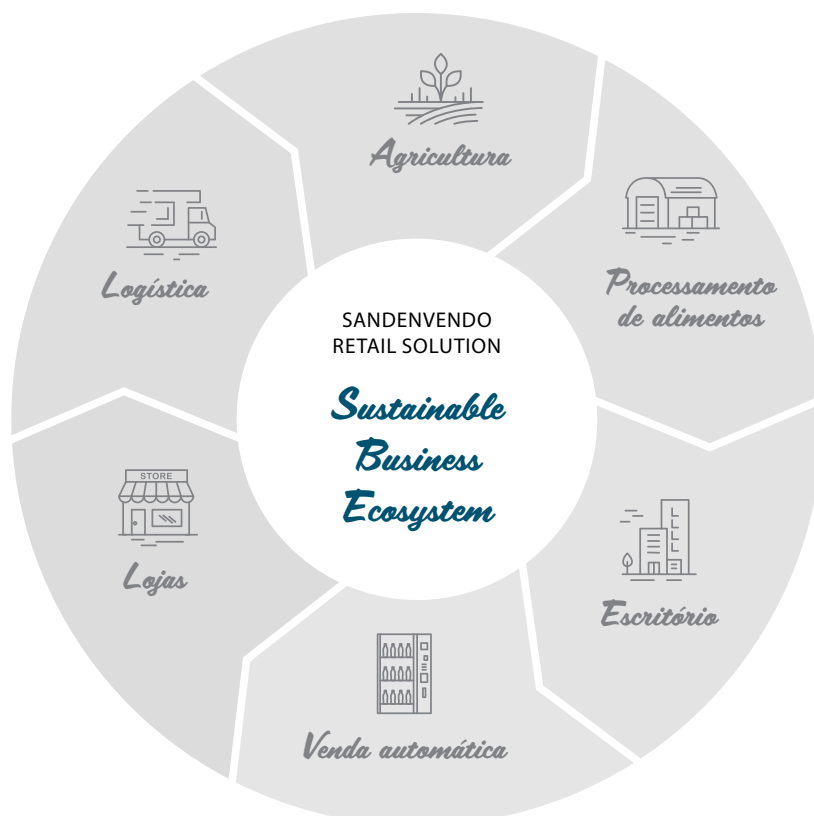 Agricultura
Processamento
de alimentos
Logística
SANDENVENDO
RETAIL SOLUTION
Sustainable
Business
Ecosystem
STORE
Lojas
Escritório
Venda automática